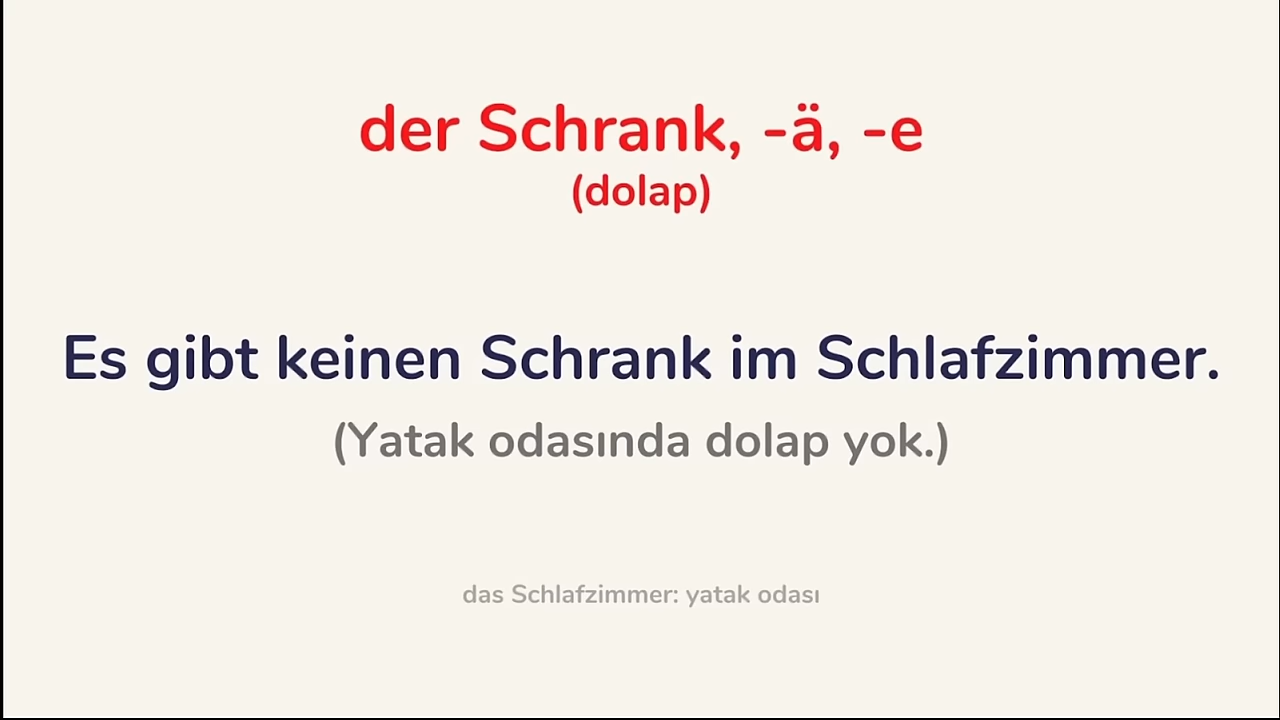 der Schrank, -ä, -e
(dolap)
Es gibt keinen Schrank im Schlafzimmer.
(Yatak odasında dolap yok.)
das Schlafzimmer: yatak odası